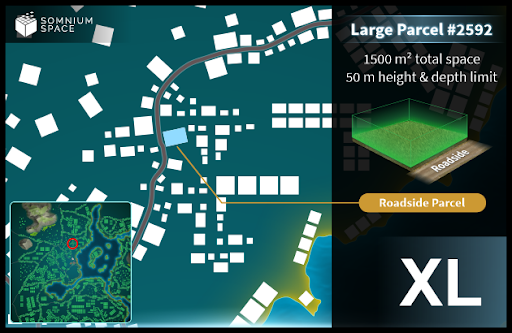 SOMNIUM
SPACE
Large Parcel #2592
1500 m² total space
50 m height & depth limit
Roadside
Roadside Parcel
XL